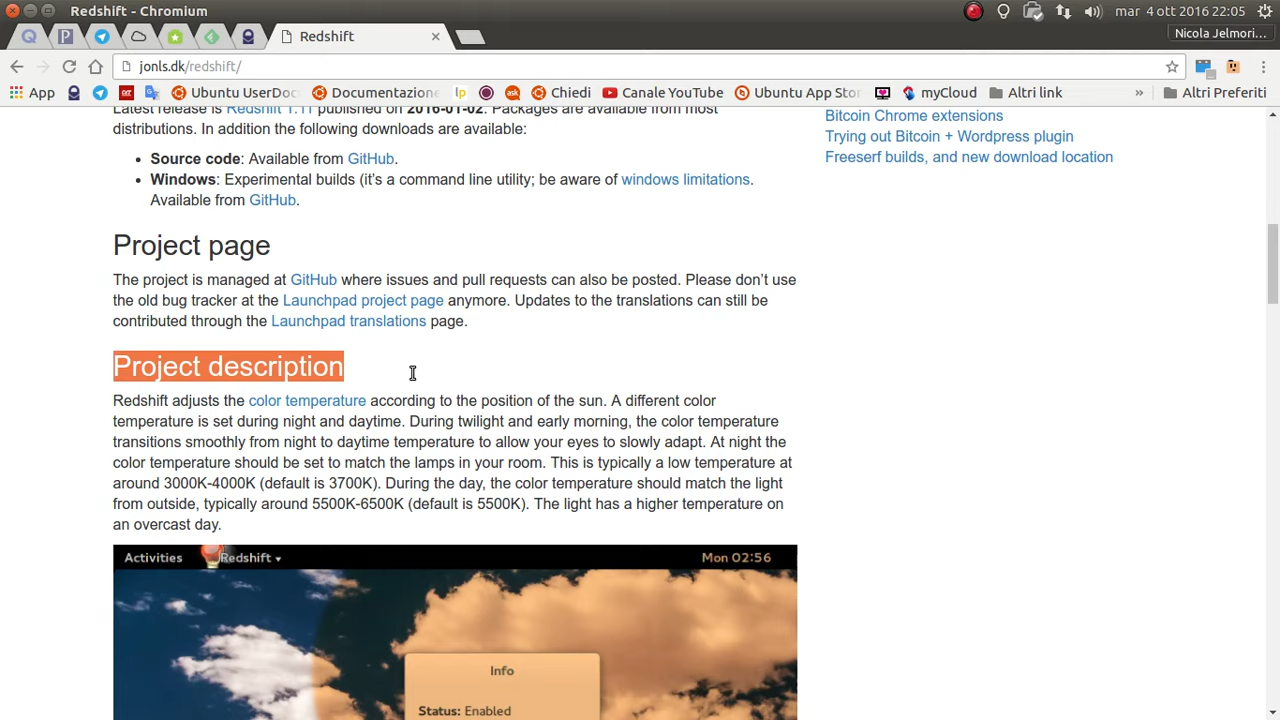 Redshift - Chromium
mar 4 ott 2016 22:05
Redshift
Nicola Jelmori...
jonls.dk/redshift/
App
Ubuntu UserDo
Documentazione
Chiedi
Canale YouTube
Ubuntu App Stor
myCloud
Altri link
»
Altri Preferiti
Latest release is Redshift 1.11 published on 2016-01-02. Packages are available from most
distributions. In addition the following downloads are available:
Source code: Available from GitHub.
Windows: Experimental builds (it’s a command line utility; be aware of windows limitations.
Available from GitHub.
Bitcoin Chrome extensions
Trying out Bitcoin + Wordpress plugin
Freeserf builds, and new download location
Project page
The project is managed at GitHub where issues and pull requests can also be posted. Please don’t use
the old bug tracker at the Launchpad project page anymore. Updates to the translations can still be
contributed through the Launchpad translations page.
Project description
Redshift adjusts the color temperature according to the position of the sun. A different color
temperature is set during night and daytime. During twilight and early morning, the color temperature
transitions smoothly from night to daytime temperature to allow your eyes to slowly adapt. At night the
color temperature should be set to match the lamps in your room. This is typically a low temperature at
around 3000K-4000K (default is 3700K). During the day, the color temperature should match the light
from outside, typically around 5500K-6500K (default is 5500K). The light has a higher temperature on
an overcast day.
Activities
Redshift
Mon 02:56
Info
Status: Enabled